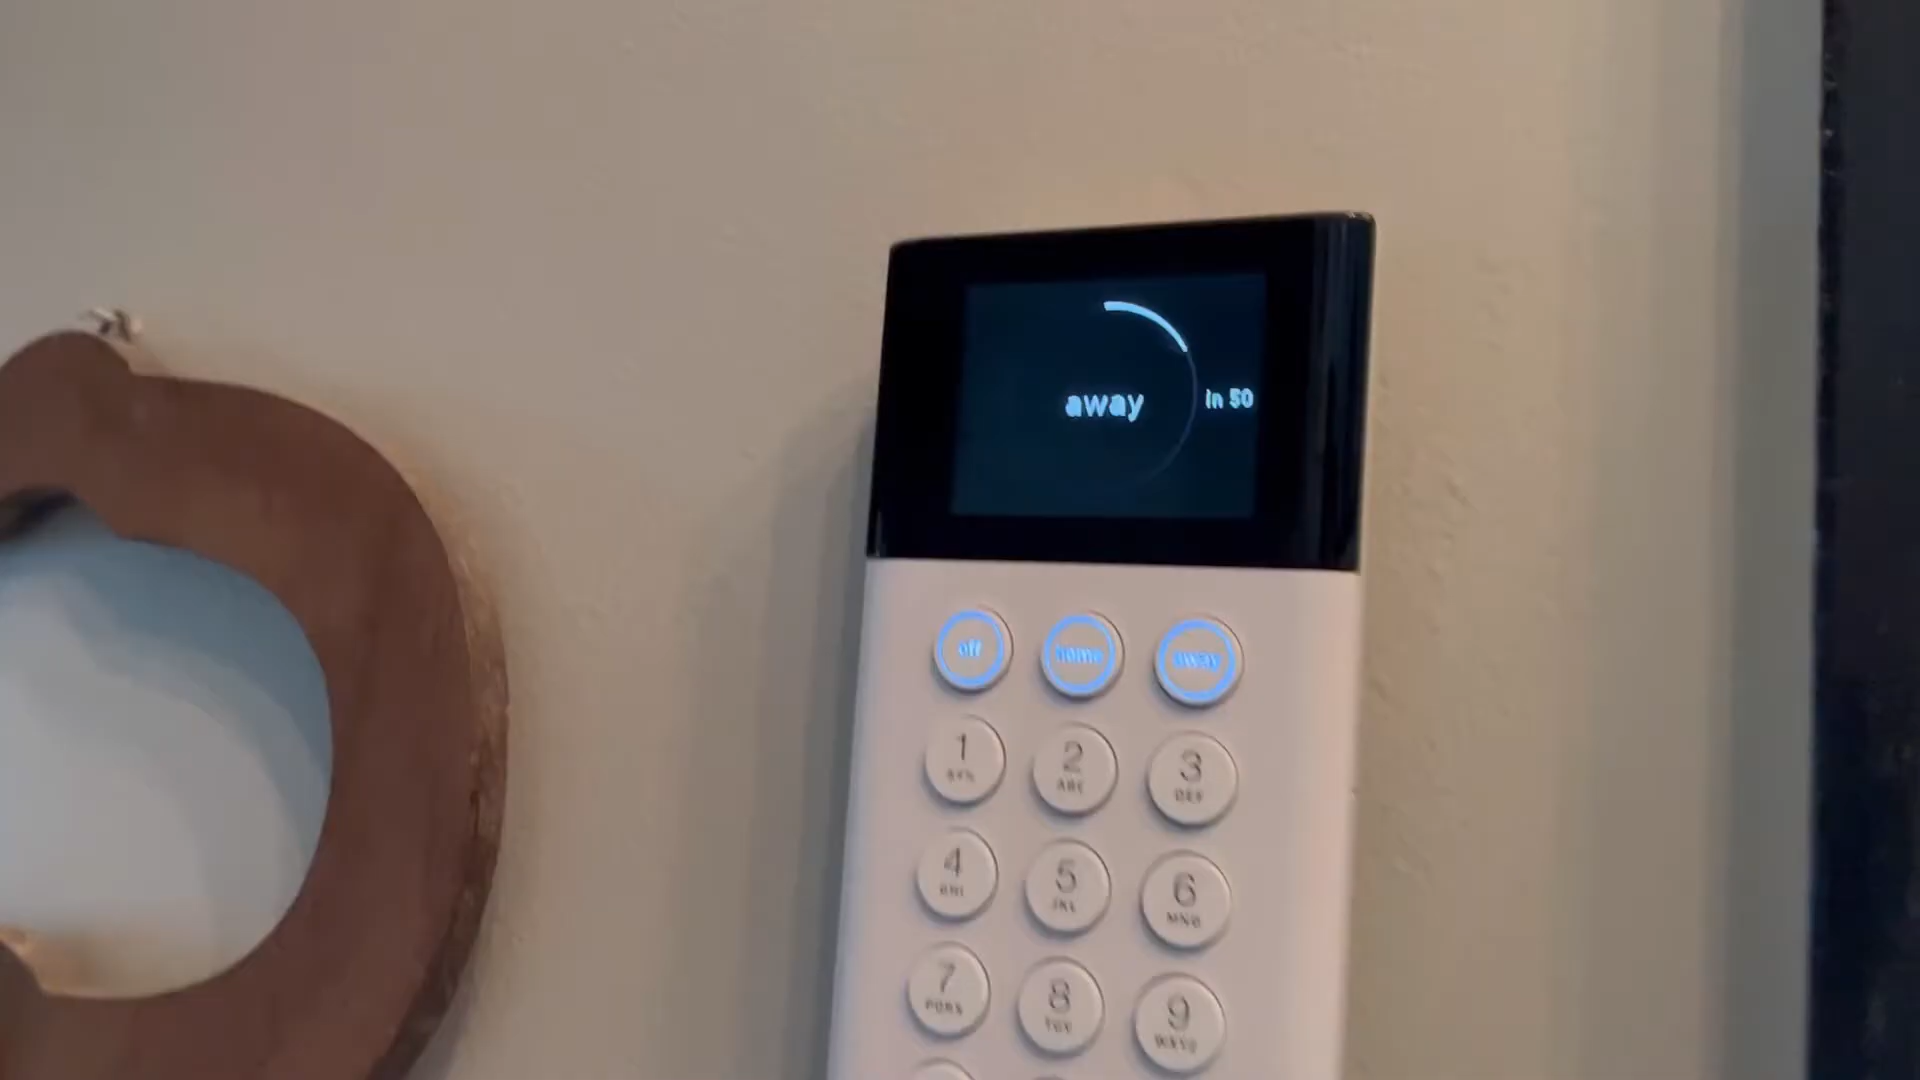 away in 50
off home away
1 2 3
ABC DEF
4 5 6
GHI JKL MNO
7 8 9
PQRS TUV WXYZ